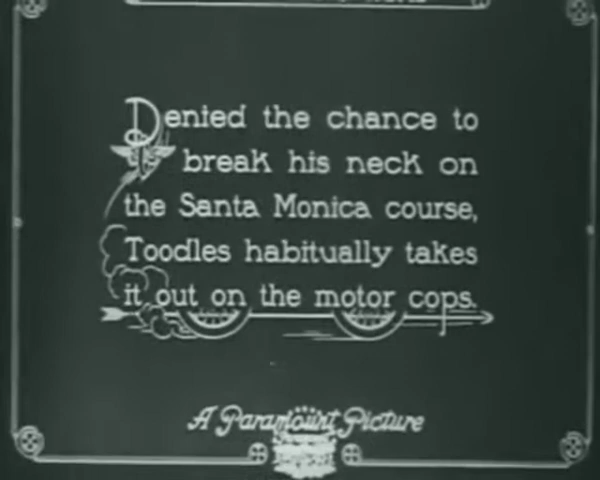 Denied the chance to
break his neck on
the Santa Monica course,
Toodles habitually takes
it out on the motor cops.
A Paramount Picture